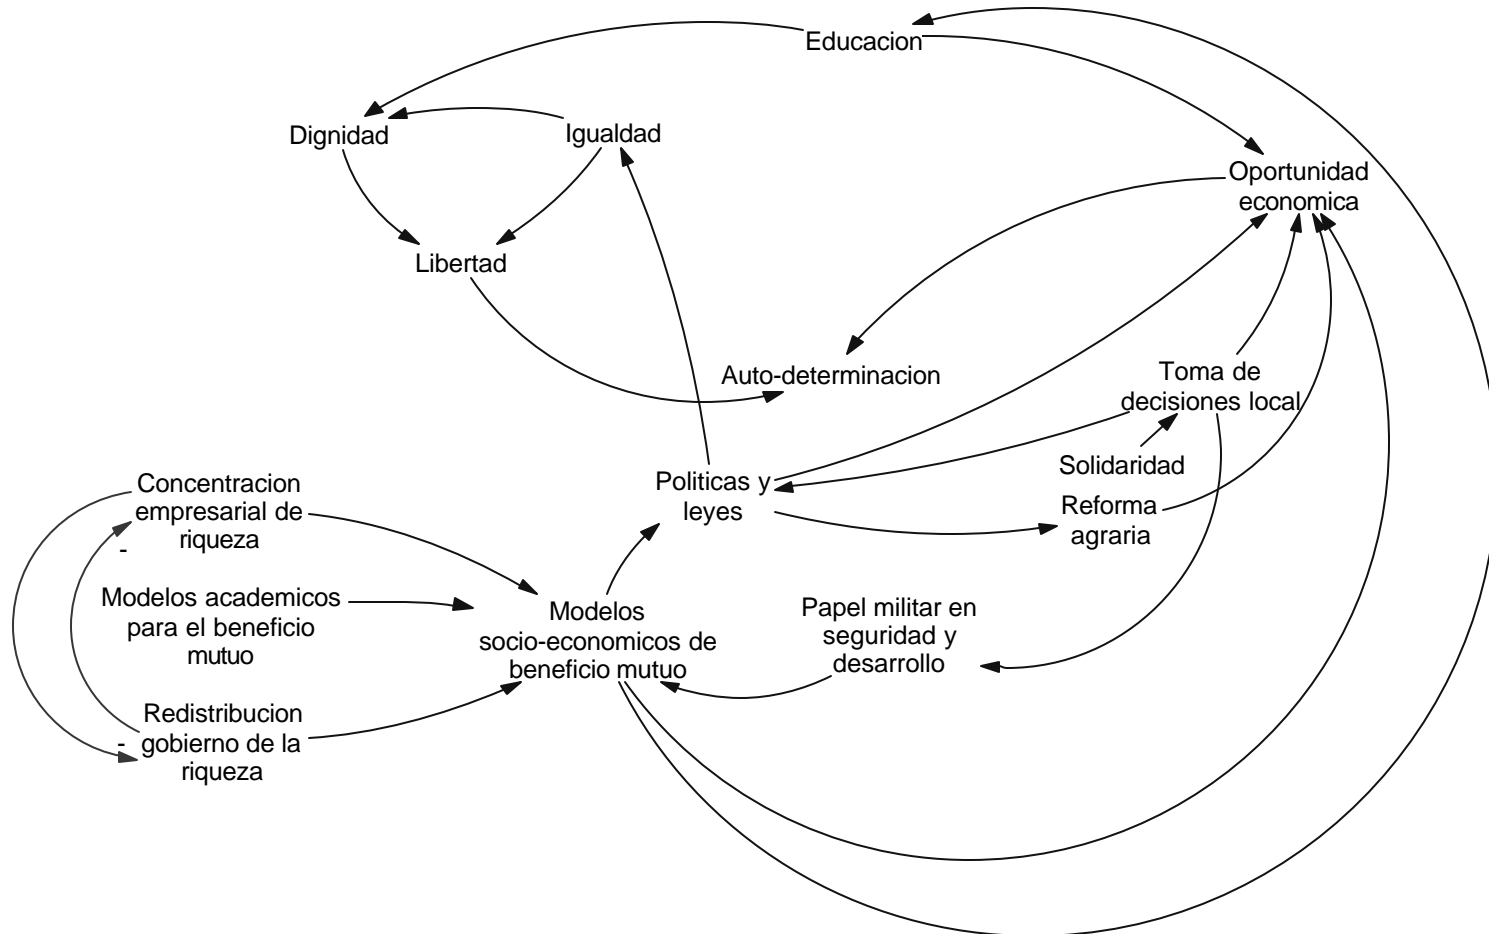 Educacion
Dignidad
Igualdad
Oportunidad
economica
Libertad
Auto-determinacion
Toma de
decisiones local
Solidaridad
Concentracion
empresarial de
riqueza
-
Politicas y
leyes
Reforma
agraria
Modelos academicos
para el beneficio
mutuo
Modelos
socio-economicos de
beneficio mutuo
Papel militar en
seguridad y
desarrollo
Redistribucion
- gobierno de la
riqueza